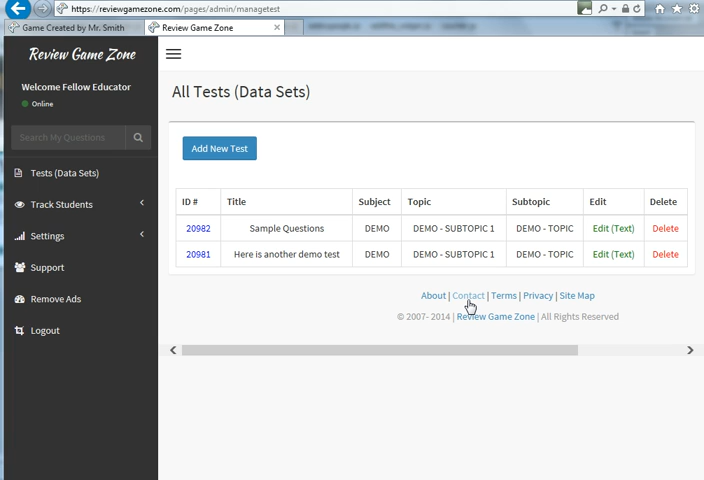 https://reviewgamezone.com/pages/admin/managetest
Game Created by Mr. Smith
Review Game Zone
Review Game Zone
Welcome Fellow Educator
Online
Search My Questions
Tests (Data Sets)
Track Students
Settings
Support
Remove Ads
Logout
All Tests (Data Sets)
Add New Test
ID # Title Subject Topic Subtopic Edit Delete
20982 Sample Questions DEMO DEMO - SUBTOPIC 1 DEMO - TOPIC Edit (Text) Delete
20981 Here is another demo test DEMO DEMO - SUBTOPIC 1 DEMO - TOPIC Edit (Text) Delete
About | Contact | Terms | Privacy | Site Map
© 2007- 2014 | Review Game Zone | All Rights Reserved